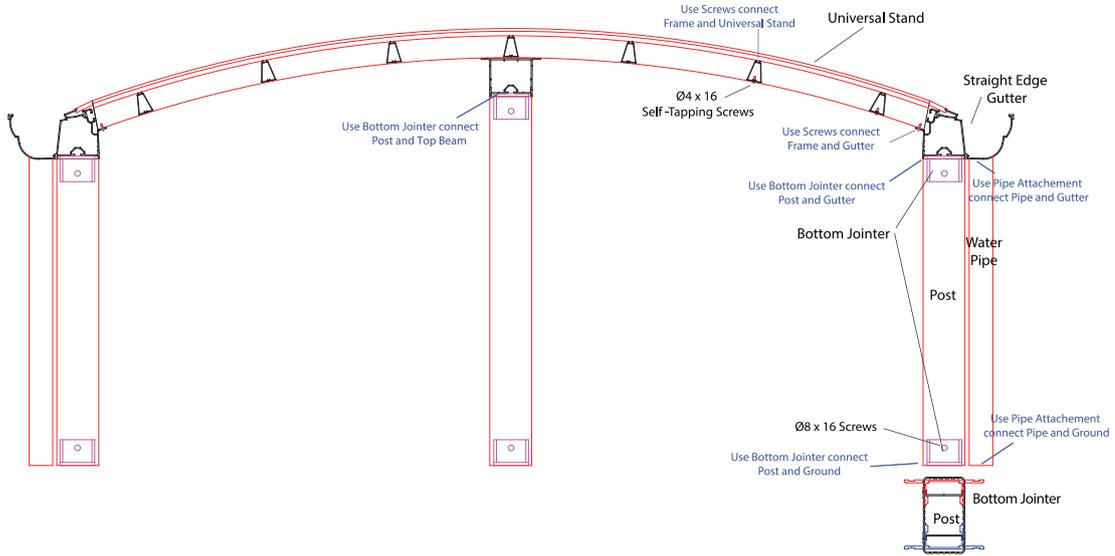 Use Screws connect
Frame and Universal Stand
Universal Stand
Straight Edge
Gutter
Ø4 x 16
Self-Tapping Screws
Use Bottom Jointer connect
Post and Top Beam
Use Screws connect
Frame and Gutter
Use Bottom Jointer connect
Post and Gutter
Use Pipe Attachement
connect Pipe and Gutter
Bottom Jointer
Water
Pipe
Post
Ø8 x 16 Screws
Use Pipe Attachement
connect Pipe and Ground
Use Bottom Jointer connect
Post and Ground
Bottom Jointer
Post